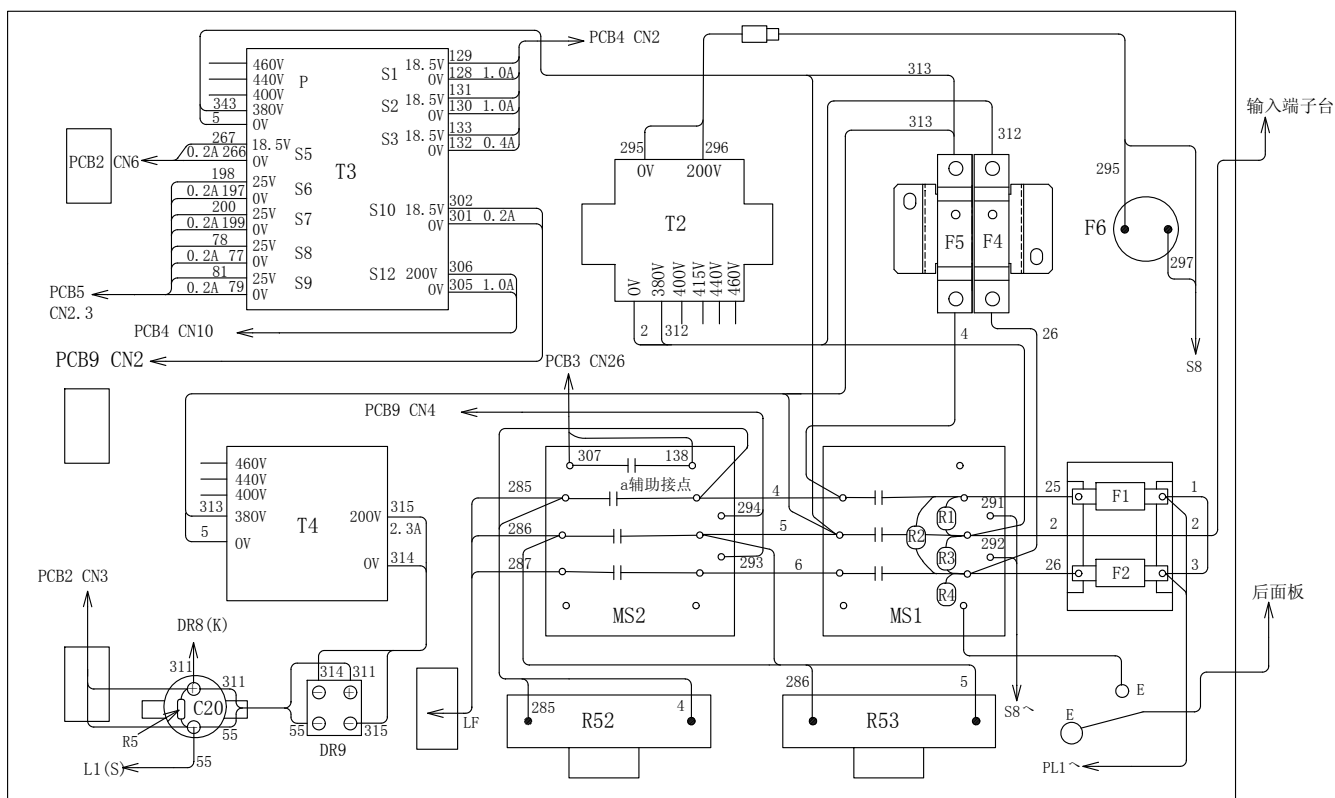 PCB4 CN2
460V
440V
400V
380V
0V
343
5
P
S1
18.5V
0V
129
128 1.0A
S2
18.5V
0V
131
130 1.0A
S3
18.5V
0V
133
132 0.4A
PCB2 CN6
267
0.2A 266
18.5V
0V
S5
T3
198
0.2A 197
25V
0V
S6
200
0.2A 199
25V
0V
S7
78
0.2A 77
25V
0V
S8
81
0.2A 79
25V
0V
S9
S10 18.5V
0V
302
301 0.2A
S12 200V
0V
306
305 1.0A
PCB5
CN2.3
PCB4 CN10
PCB9 CN2
295
296
0V
200V
T2
0V
380V
400V
415V
440V
460V
2
312
313
313
312
F5
F4
4
26
295
F6
297
S8
输入端子台
PCB3 CN26
PCB9 CN4
460V
440V
400V
380V
0V
313
5
T4
200V
0V
315
2.3A
314
307
138
a辅助接点
285
286
287
294
293
MS2
4
5
6
R1
R2
R3
R4
291
292
MS1
25
2
26
F1
F2
1
2
3
后面板
PCB2 CN3
DR8(K)
311
311
C20
R5
55
55
L1(S)
314
311
55
315
DR9
LF
285
R52
4
286
R53
5
S8へ
E
E
PL1へ